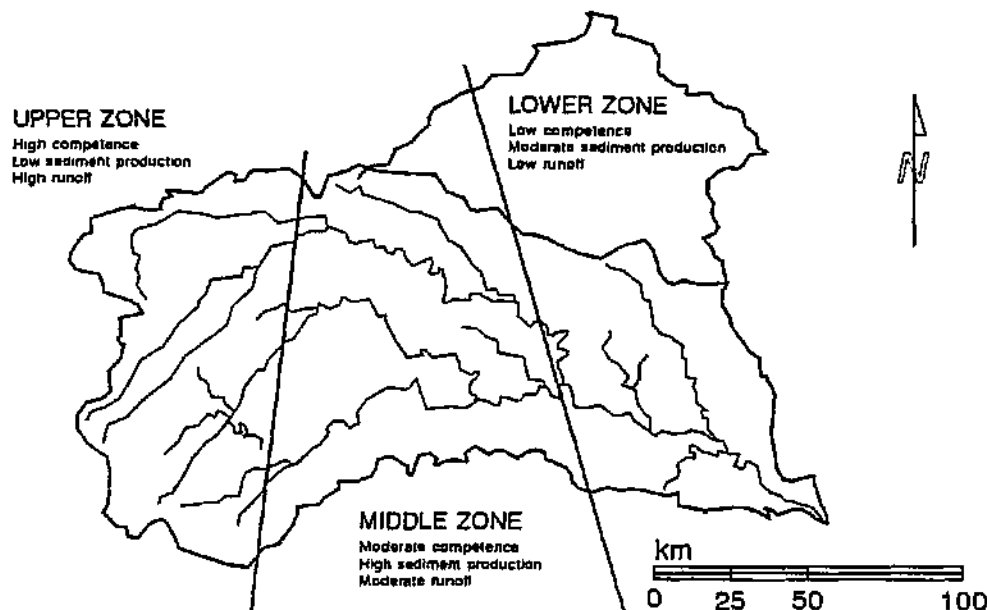 UPPER ZONE
High competence
Low sediment production
High runoff
LOWER ZONE
Low competence
Moderate sediment production
Low runoff
N
MIDDLE ZONE
Moderate competence
High sediment production
Moderate runoff
km
0 25 50 100